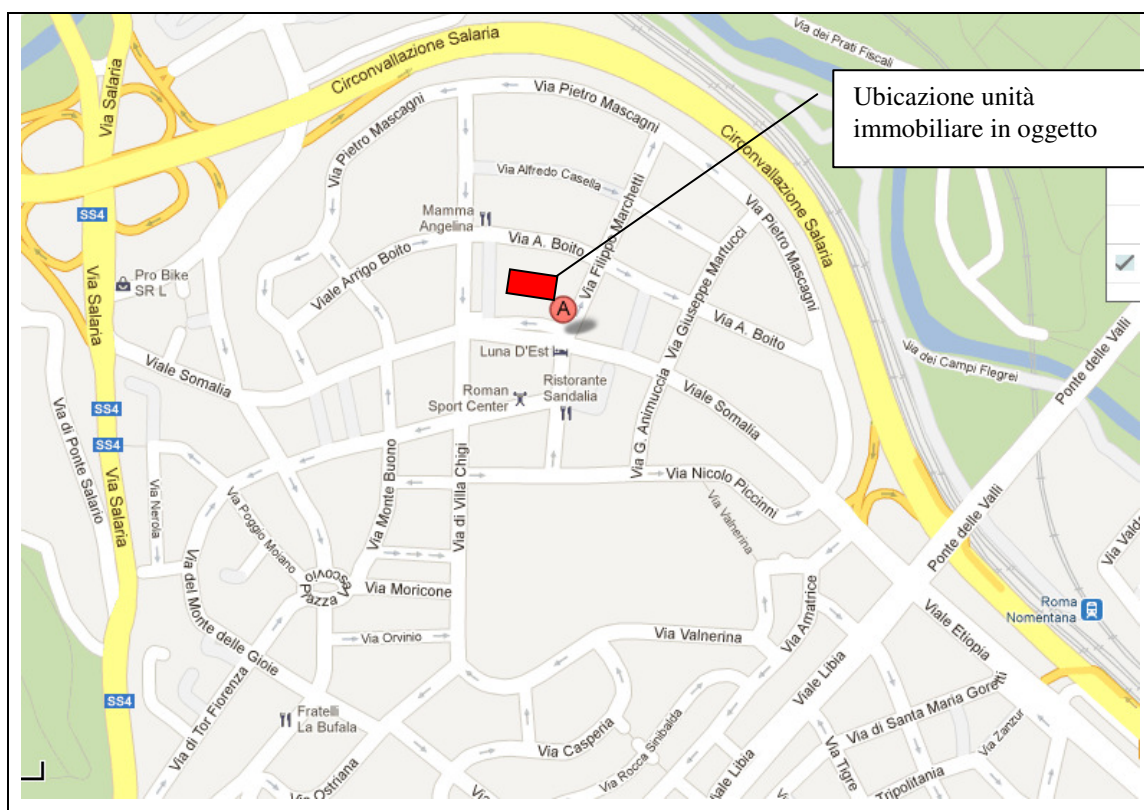 Via dei Prati Fiscali
Via Salaria
Circonvallazione Salaria
Via Pietro Mascagni
Via Pietro Mascagni
Ubicazione unità
immobiliare in oggetto
Circonvallazione Salaria
Via Alfredo Casella
Via Pietro Mascagni
SS4
Mamma
Angelina
Via Filippo Marchetti
Via A. Boito
Viale Arrigo Boito
Via Giuseppe Martucci
Pro Bike
SR L
Via Salaria
A
Via A. Boito
Ponte delle Valli
Via dei Campi Flegrei
Luna D'Est
Viale Somalia
Roman
Sport Center
Ristorante
Sandalia
Viale Somalia
SS4
SS4
Via di Ponte Salario
Via Salaria
Via G. Animuccia
Via Monte Buono
Via di Villa Chigi
Via Nicolo Piccinni
Via Nerola
Via Poggio Moiano
Via Valnerina
Ponte delle Valli
Piazza Vescovio
Via Moricone
Via del Monte delle Gioie
Via Orvinio
Via Valnerina
Via Amatrice
Roma
Nomentana
Viale Etiopia
Viale Libia
SS4
Via di Tor Fiorenza
Fratelli
La Bufala
Via Casperia
Via Rocca Sinibalda
Via di Santa Maria Goretti
Via Zanzur
Via Tigre
Viale Libia
Tripolitania
Via Ostriana